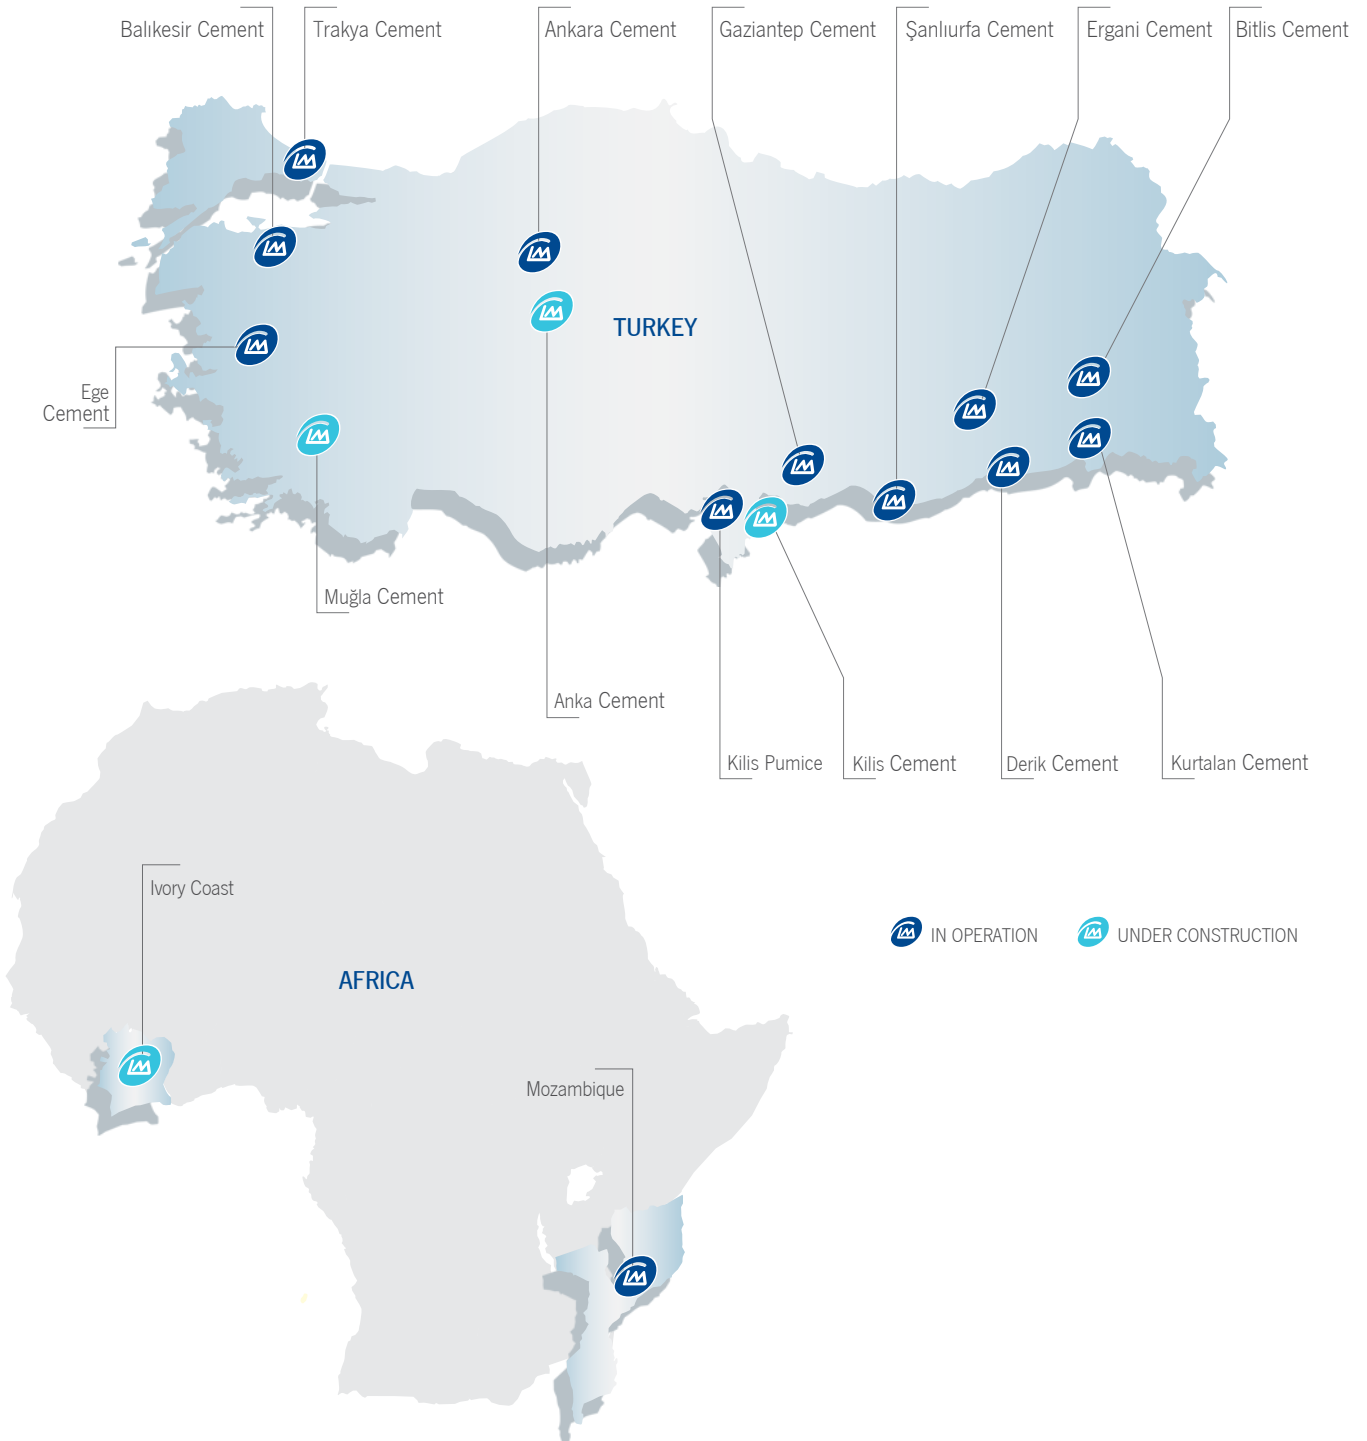 Balıkesir Cement
Trakya Cement
Ankara Cement
Gaziantep Cement
Şanlıurfa Cement
Ergani Cement
Bitlis Cement
TURKEY
Ege
Cement
Muğla Cement
Anka Cement
Kilis Pumice
Kilis Cement
Derik Cement
Kurtalan Cement
Ivory Coast
IN OPERATION
UNDER CONSTRUCTION
AFRICA
Mozambique